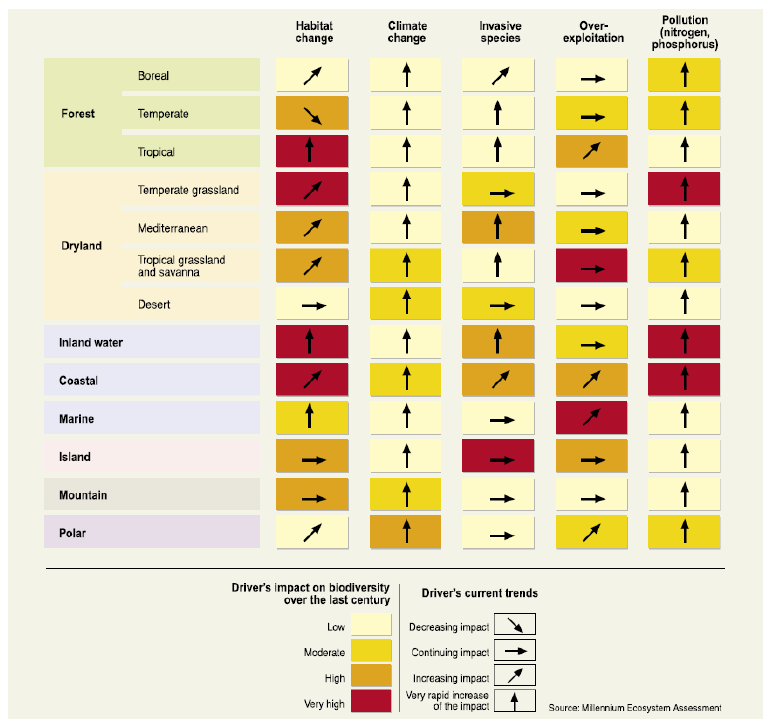 Habitat
change
Climate
change
Invasive
species
Over-
exploitation
Pollution
(nitrogen,
phosphorus)
Forest
Boreal
Temperate
Tropical
Dryland
Temperate grassland
Mediterranean
Tropical grassland
and savanna
Desert
Inland water
Coastal
Marine
Island
Mountain
Polar
Driver's impact on biodiversity
over the last century
Low
Moderate
High
Very high
Driver's current trends
Decreasing impact
Continuing impact
Increasing impact
Very rapid increase
of the impact
Source: Millennium Ecosystem Assessment